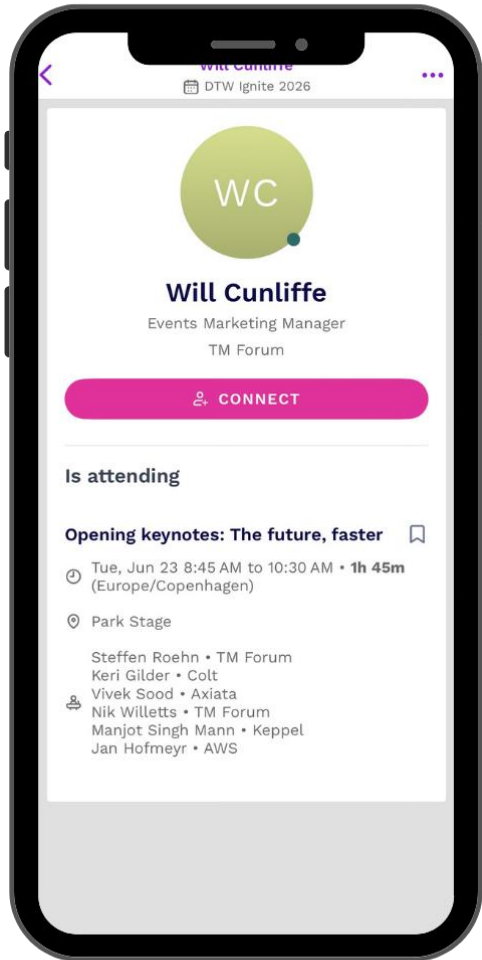 Will Cunliffe
DTW Ignite 2026
WC
Will Cunliffe
Events Marketing Manager
TM Forum
CONNECT
Is attending
Opening keynotes: The future, faster
Tue, Jun 23 8:45 AM to 10:30 AM • 1h 45m
(Europe/Copenhagen)
Park Stage
Steffen Roehn • TM Forum
Keri Gilder • Colt
Vivek Sood • Axiata
Nik Willetts • TM Forum
Manjot Singh Mann • Keppel
Jan Hofmeyr • AWS